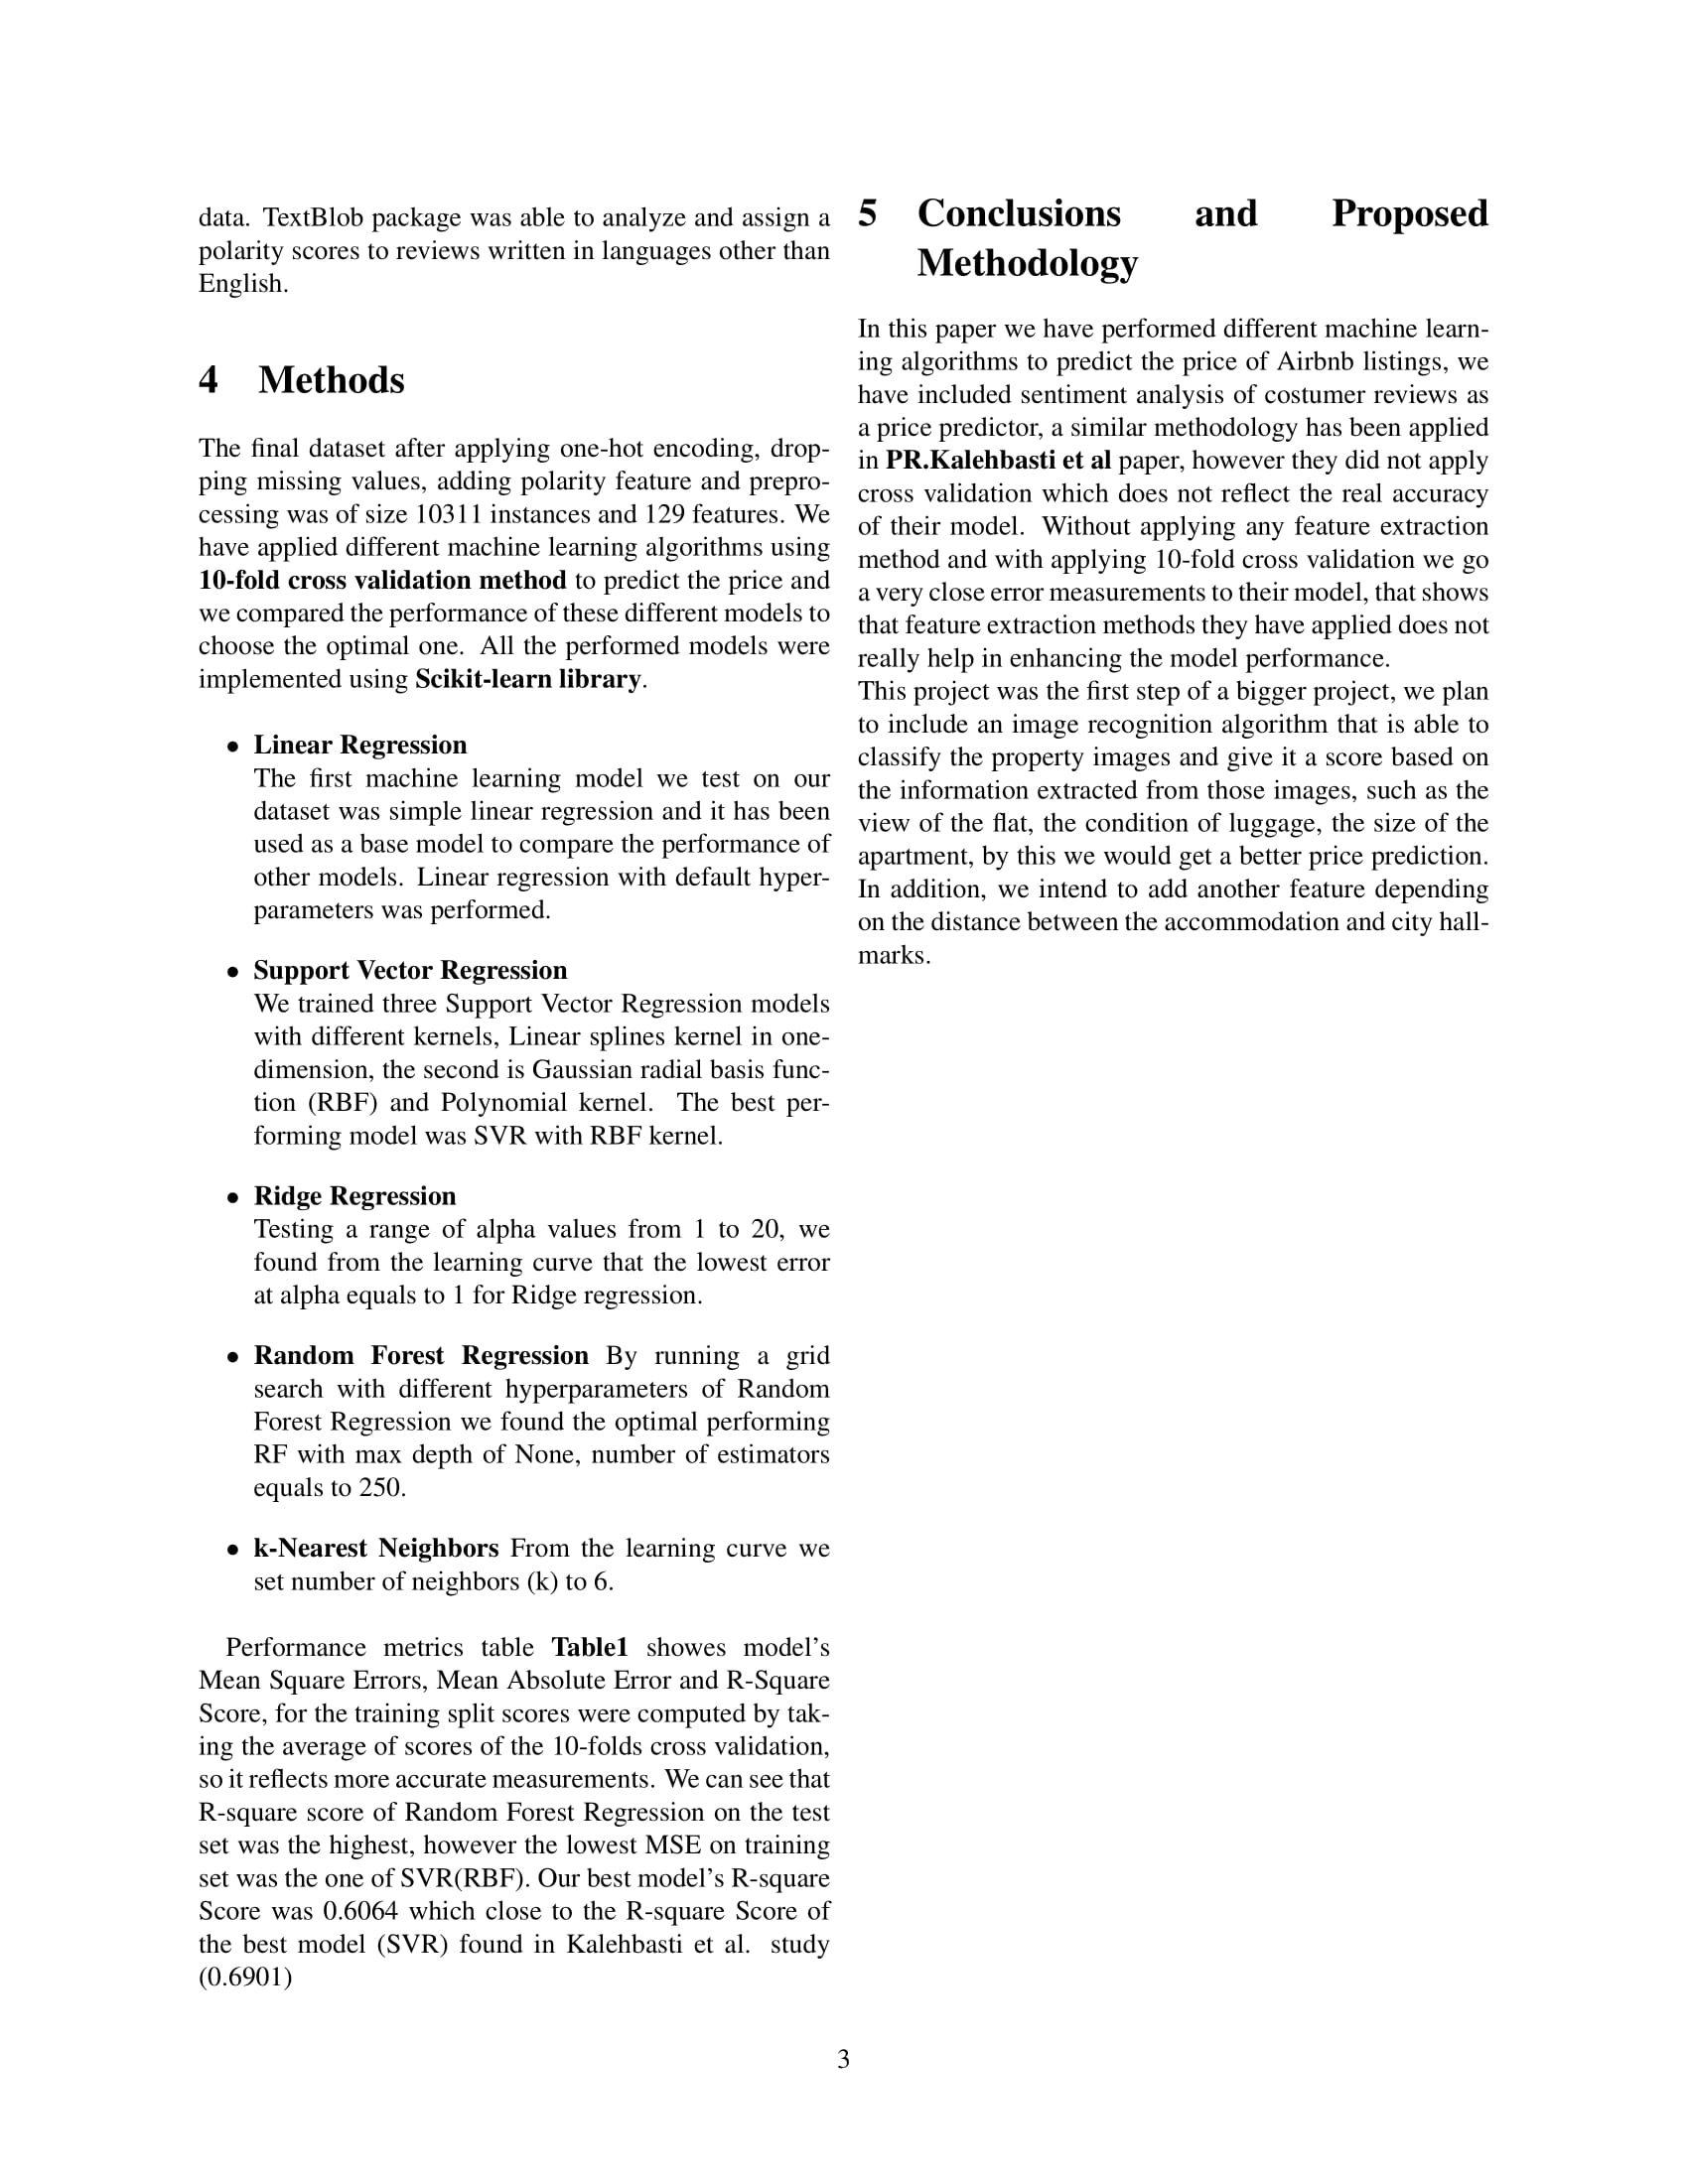 data. TextBlob package was able to analyze and assign a
polarity scores to reviews written in languages other than
English.
4 Methods
The final dataset after applying one-hot encoding, drop-
ping missing values, adding polarity feature and prepro-
cessing was of size 10311 instances and 129 features. We
have applied different machine learning algorithms using
10-fold cross validation method to predict the price and
we compared the performance of these different models to
choose the optimal one. All the performed models were
implemented using Scikit-learn library.
• Linear Regression
The first machine learning model we test on our
dataset was simple linear regression and it has been
used as a base model to compare the performance of
other models. Linear regression with default hyper-
parameters was performed.
• Support Vector Regression
We trained three Support Vector Regression models
with different kernels, Linear splines kernel in one-
dimension, the second is Gaussian radial basis func-
tion (RBF) and Polynomial kernel. The best per-
forming model was SVR with RBF kernel.
• Ridge Regression
Testing a range of alpha values from 1 to 20, we
found from the learning curve that the lowest error
at alpha equals to 1 for Ridge regression.
• Random Forest Regression By running a grid
search with different hyperparameters of Random
Forest Regression we found the optimal performing
RF with max depth of None, number of estimators
equals to 250.
• k-Nearest Neighbors From the learning curve we
set number of neighbors (k) to 6.
Performance metrics table Table1 showes model's
Mean Square Errors, Mean Absolute Error and R-Square
Score, for the training split scores were computed by tak-
ing the average of scores of the 10-folds cross validation,
so it reflects more accurate measurements. We can see that
R-square score of Random Forest Regression on the test
set was the highest, however the lowest MSE on training
set was the one of SVR(RBF). Our best model's R-square
Score was 0.6064 which close to the R-square Score of
the best model (SVR) found in Kalehbasti et al. study
(0.6901)
5 Conclusions and Proposed
Methodology
In this paper we have performed different machine learn-
ing algorithms to predict the price of Airbnb listings, we
have included sentiment analysis of costumer reviews as
a price predictor, a similar methodology has been applied
in PR.Kalehbasti et al paper, however they did not apply
cross validation which does not reflect the real accuracy
of their model. Without applying any feature extraction
method and with applying 10-fold cross validation we go
a very close error measurements to their model, that shows
that feature extraction methods they have applied does not
really help in enhancing the model performance.
This project was the first step of a bigger project, we plan
to include an image recognition algorithm that is able to
classify the property images and give it a score based on
the information extracted from those images, such as the
view of the flat, the condition of luggage, the size of the
apartment, by this we would get a better price prediction.
In addition, we intend to add another feature depending
on the distance between the accommodation and city hall-
marks.
3